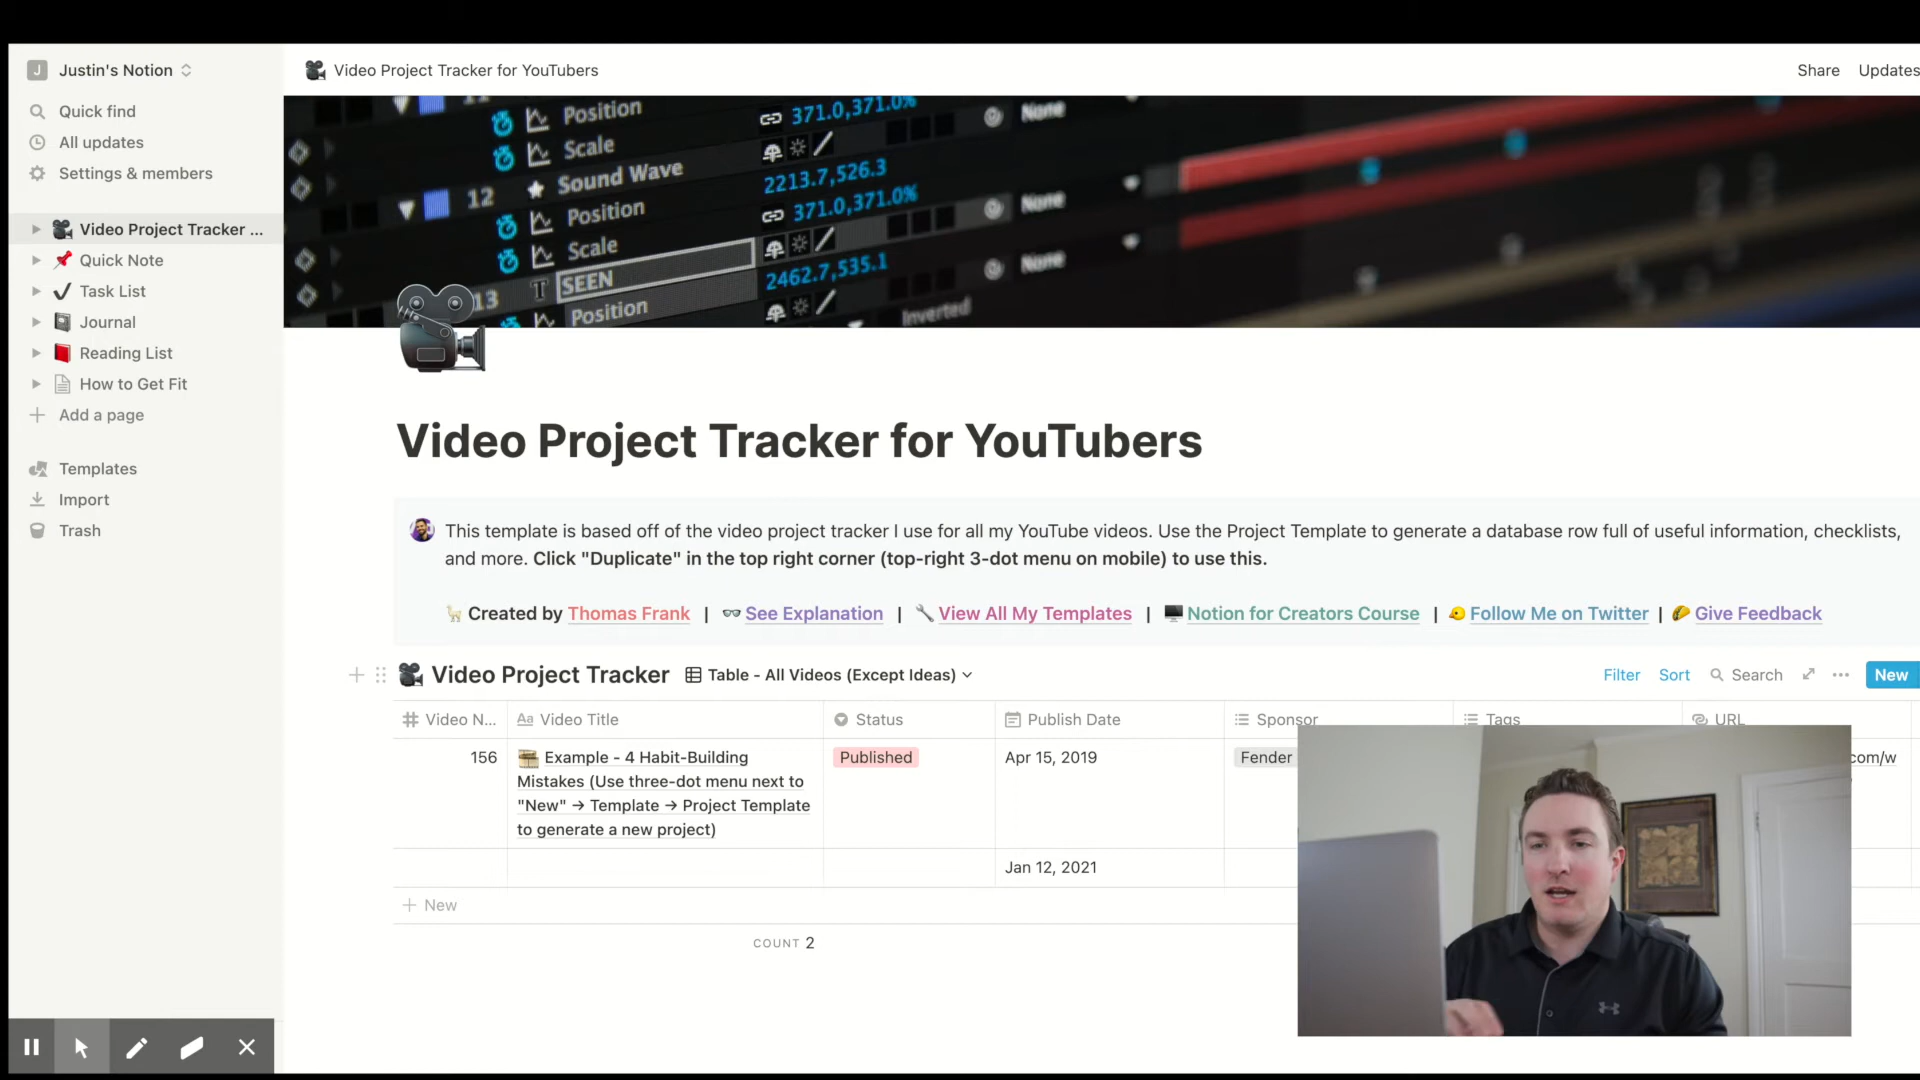 J Justin's Notion
Video Project Tracker for YouTubers
Share Updates
Quick find
All updates
Settings & members
Video Project Tracker ...
Quick Note
Task List
Journal
Reading List
How to Get Fit
Add a page
Templates
Import
Trash
Position 371.0,371.0% None
Scale
12 Sound Wave 2213.7,526.3
Position 371.0,371.0% None
Scale
13 T SEEN 2462.7,535.1 None
Position Inverted
Video Project Tracker for YouTubers
This template is based off of the video project tracker I use for all my YouTube videos. Use the Project Template to generate a database row full of useful information, checklists,
and more. Click "Duplicate" in the top right corner (top-right 3-dot menu on mobile) to use this.
Created by Thomas Frank | See Explanation | View All My Templates | Notion for Creators Course | Follow Me on Twitter | Give Feedback
Video Project Tracker Table - All Videos (Except Ideas)
Filter Sort Search New
Video N... Aa Video Title Status Publish Date Sponsor Tags URL
156 Example - 4 Habit-Building Published Apr 15, 2019 Fender com/w
Mistakes (Use three-dot menu next to
"New" → Template → Project Template
to generate a new project)
Jan 12, 2021
New
COUNT 2